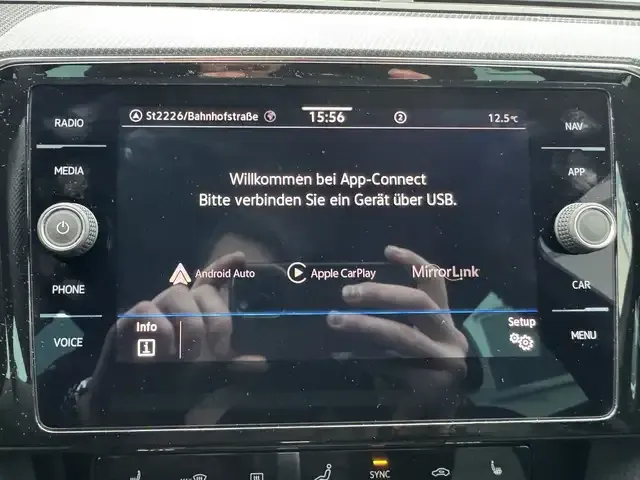 RADIO
MEDIA
PHONE
VOICE
St2226/Bahnhofstraße
15:56
2
12.5°C
Willkommen bei App-Connect
Bitte verbinden Sie ein Gerät über USB.
Android Auto
Apple CarPlay
MirrorLink
Info
Setup
NAV
APP
CAR
MENU
SYNC